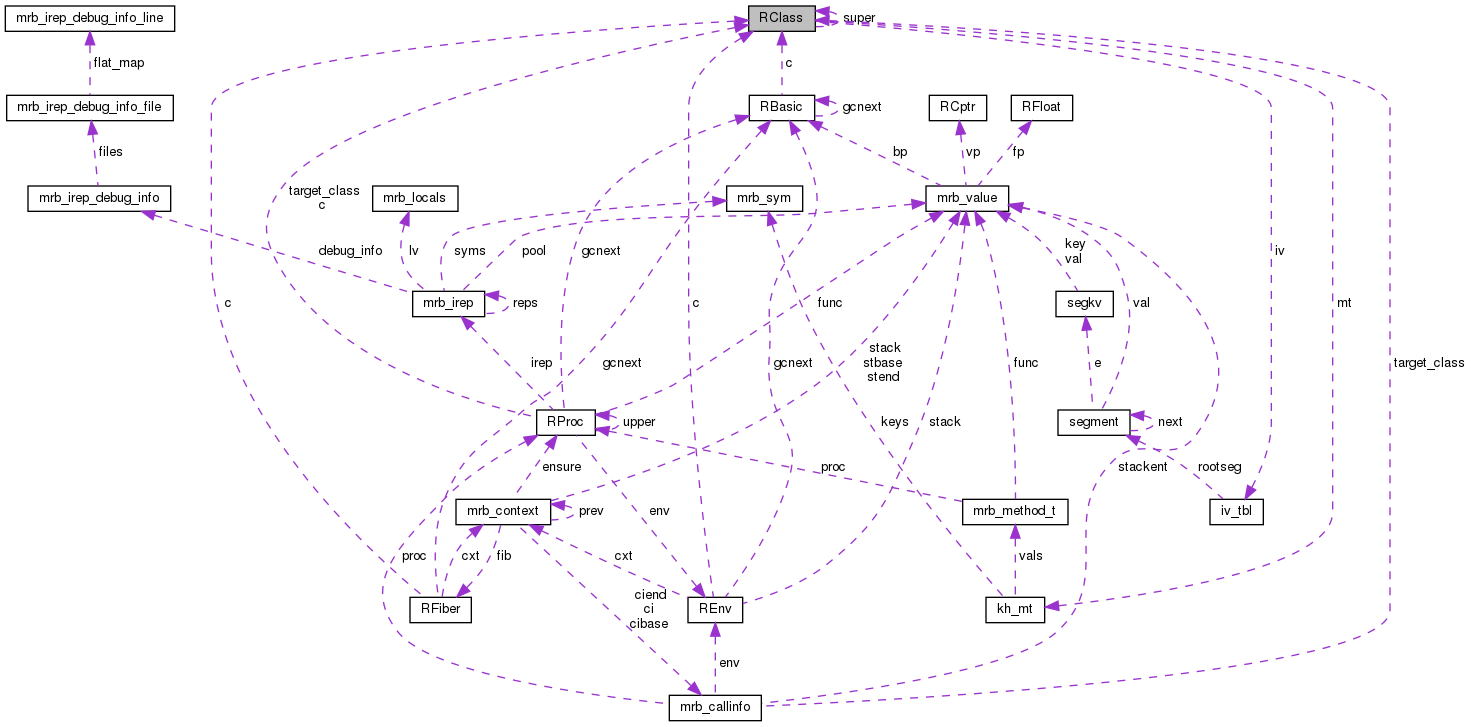 mrb_irep_debug_info_line
RClass
super
flat_map
c
mrb_irep_debug_info_file
RBasic
gcnext
RCptr
RFloat
files
bp
vp
fp
mrb_irep_debug_info
mrb_locals
mrb_sym
mrb_value
target_class
c
debug_info
lv
syms
pool
gcnext
key
val
iv
mrb_irep
reps
c
c
func
segkv
val
mt
irep
gcnext
stack
stbase
stend
gcnext
func
e
target_class
RProc
upper
keys
stack
segment
next
ensure
proc
stackent
rootseg
mrb_context
prev
env
mrb_method_t
iv_tbl
proc
cxt
fib
cxt
vals
RFiber
ciend
ci
cibase
REnv
kh_mt
env
mrb_callinfo